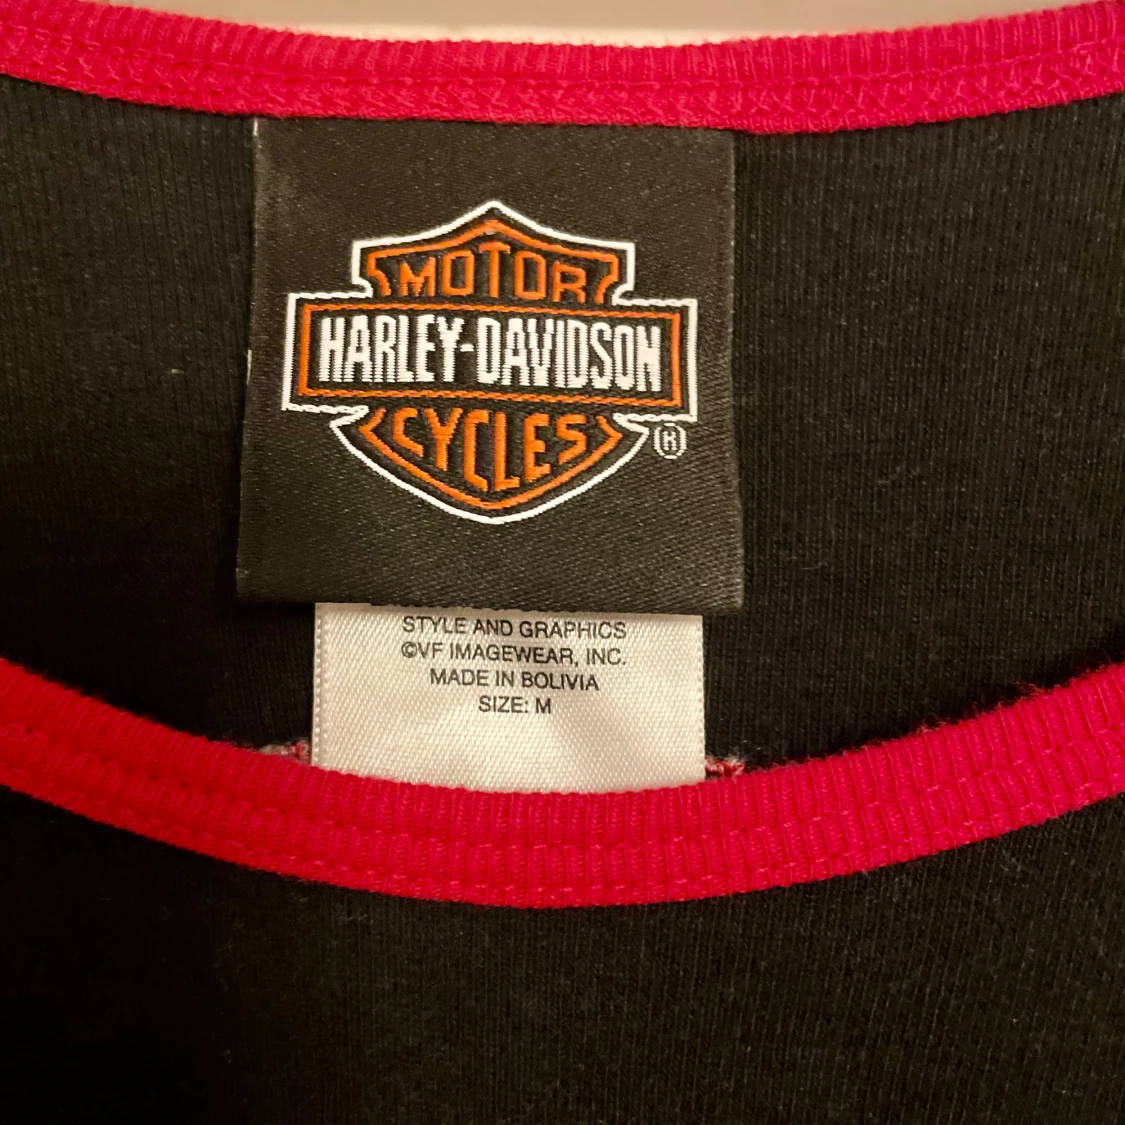 MOTOR
HARLEY-DAVIDSON
CYCLES
®
STYLE AND GRAPHICS
©VF IMAGEWEAR, INC.
MADE IN BOLIVIA
SIZE: M